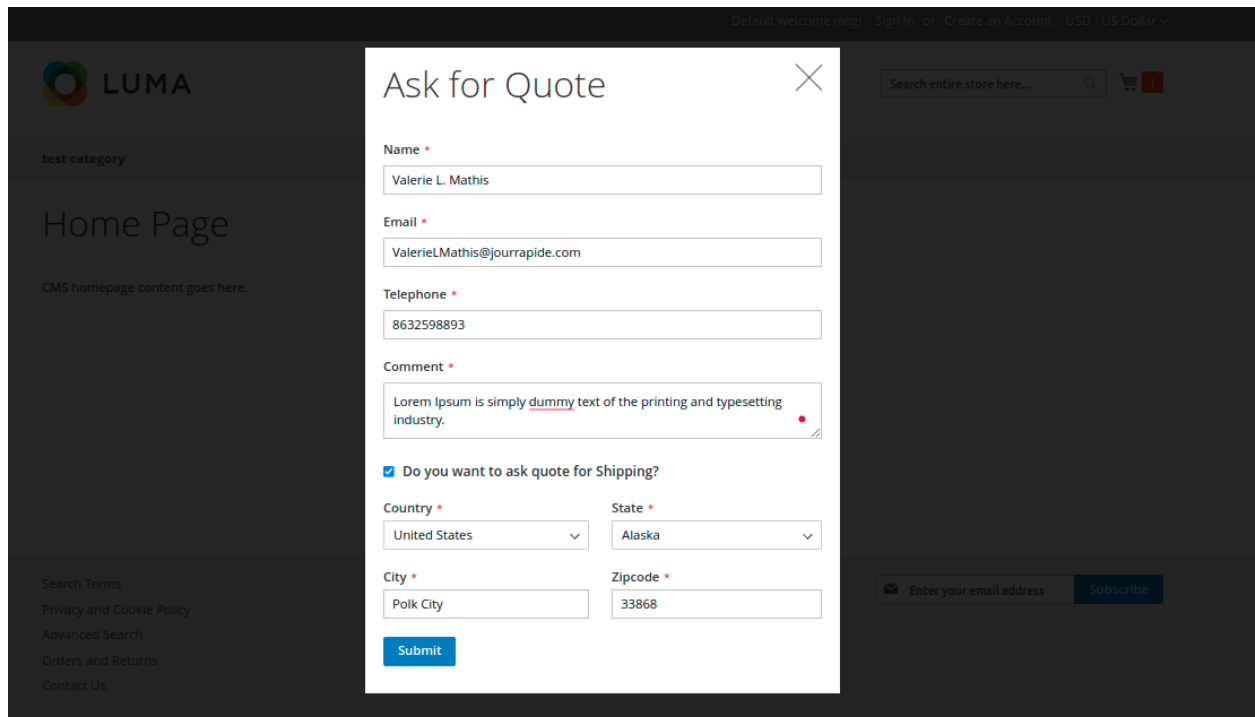 Default welcome msg! Sign In or Create an Account USD - US Dollar
LUMA
Search entire store here...
1
test category
Home Page
CMS homepage content goes here.
Ask for Quote
Name *
Valerie L. Mathis
Email *
ValerieLMathis@jourrapide.com
Telephone *
8632598893
Comment *
Lorem Ipsum is simply dummy text of the printing and typesetting
industry.
Do you want to ask quote for Shipping?
Country * State *
United States Alaska
City * Zipcode *
Polk City 33868
Submit
Search Terms
Privacy and Cookie Policy
Advanced Search
Orders and Returns
Contact Us
Enter your email address Subscribe